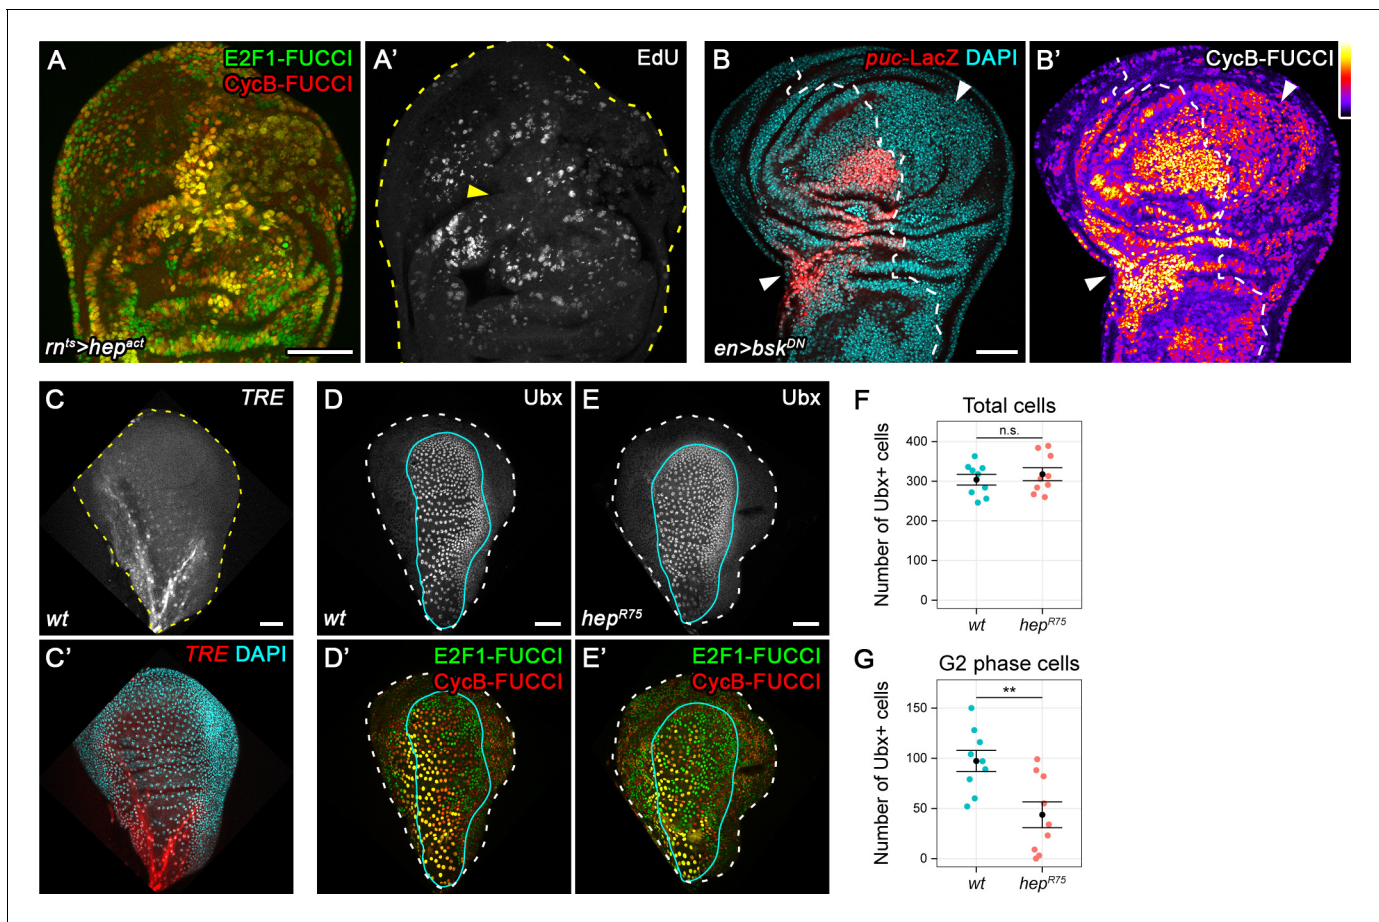 A
E2F1-FUCCI
CycB-FUCCI
rnᵗˢ>hepᵃᶜᵗ
A'
EdU
B
puc-LacZ DAPI
en>bskᴰᴺ
B'
CycB-FUCCI
C
TRE
wt
C'
TRE DAPI
D
Ubx
wt
D'
E2F1-FUCCI
CycB-FUCCI
E
Ubx
hepᴿ⁷⁵
E'
E2F1-FUCCI
CycB-FUCCI
F
Total cells
n.s.
Number of Ubx+ cells
400
300
200
100
0
wt
hepᴿ⁷⁵
G
G2 phase cells
**
Number of Ubx+ cells
150
100
50
0
wt
hepᴿ⁷⁵